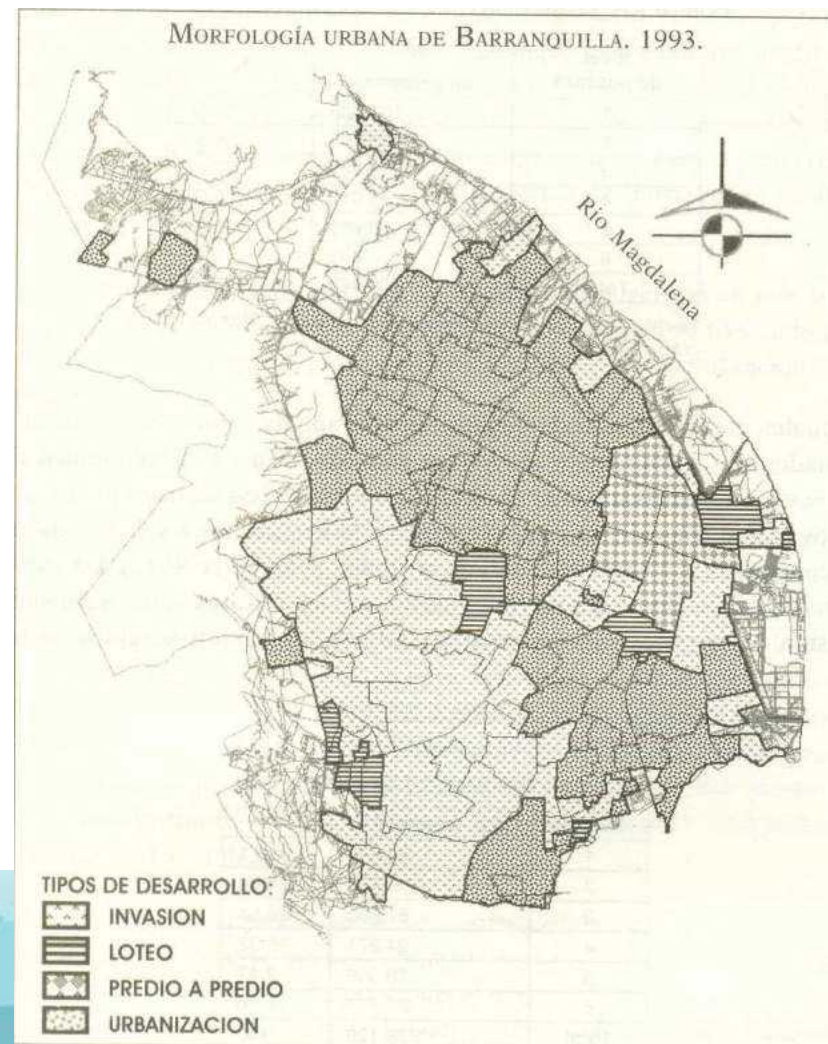 MORFOLOGÍA URBANA DE BARRANQUILLA. 1993.
Río Magdalena
TIPOS DE DESARROLLO:
INVASION
LOTEO
PREDIO A PREDIO
URBANIZACION